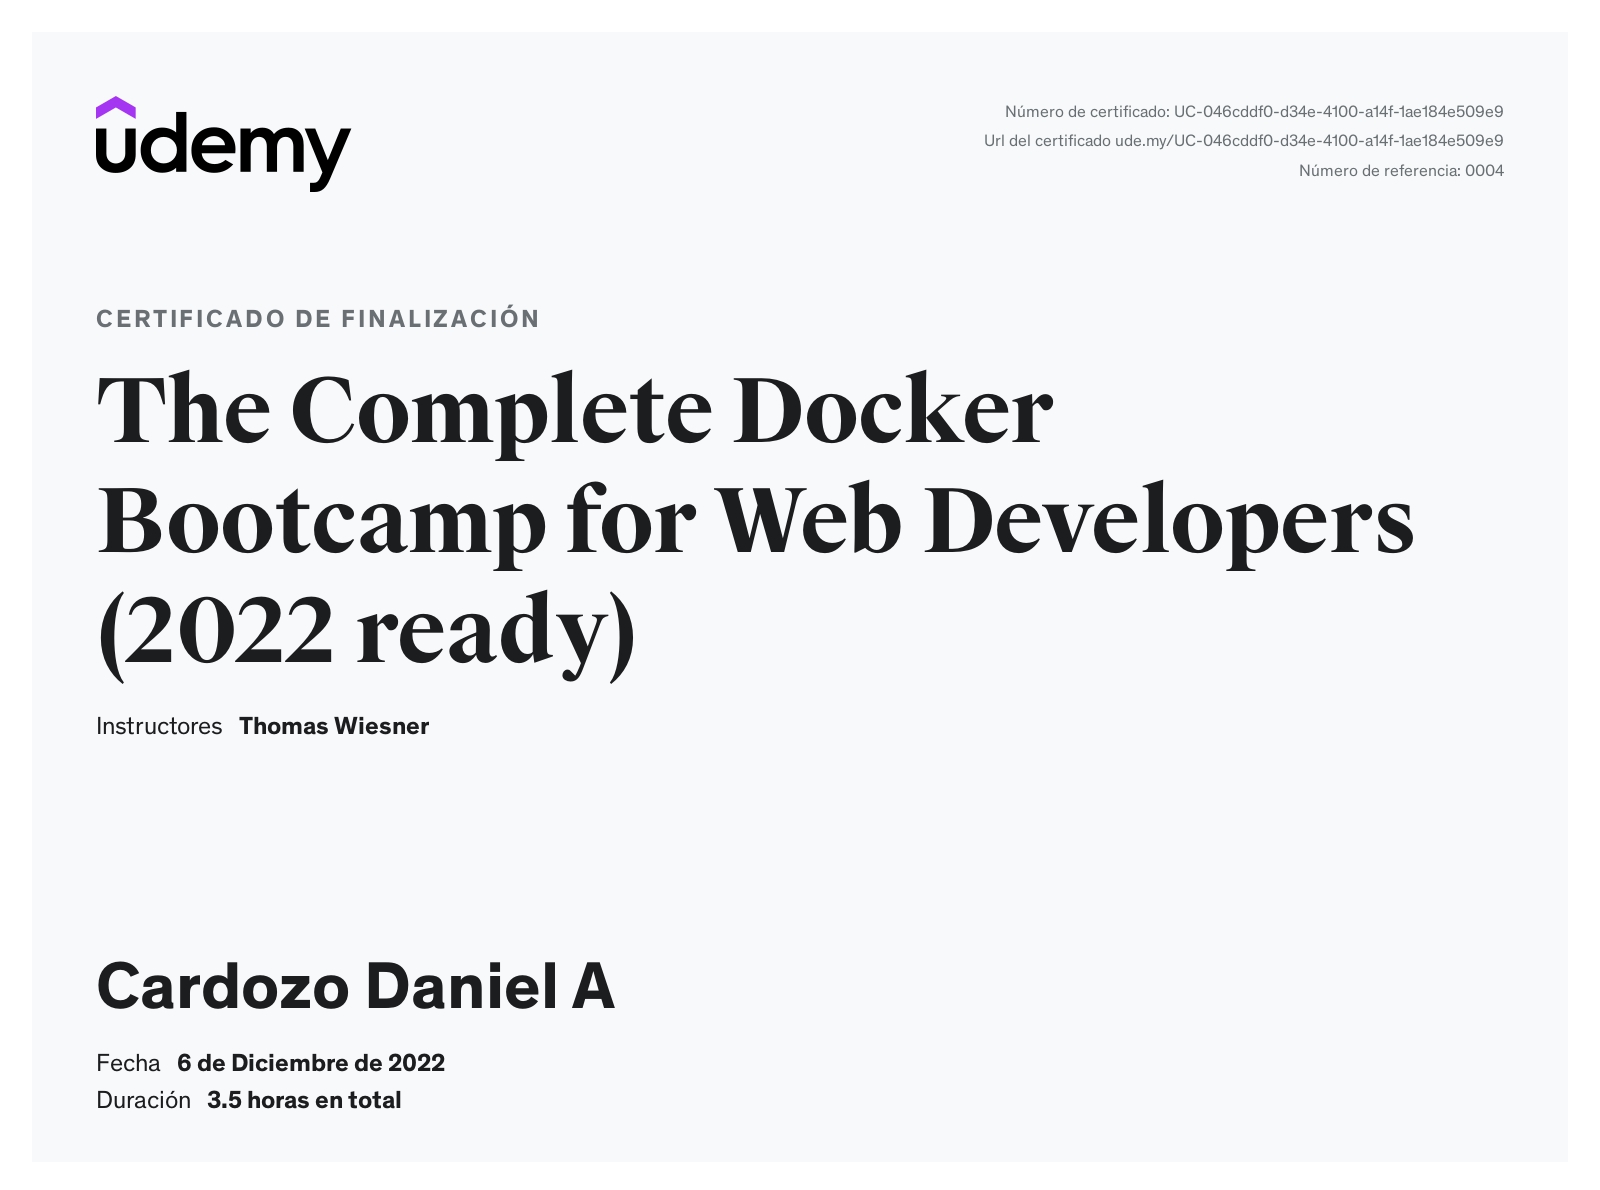 udemy
Número de certificado: UC-046cddf0-d34e-4100-a14f-1ae184e509e9
Url del certificado ude.my/UC-046cddf0-d34e-4100-a14f-1ae184e509e9
Número de referencia: 0004
CERTIFICADO DE FINALIZACIÓN
The Complete Docker
Bootcamp for Web Developers
(2022 ready)
Instructores Thomas Wiesner
Cardozo Daniel A
Fecha 6 de Diciembre de 2022
Duración 3.5 horas en total